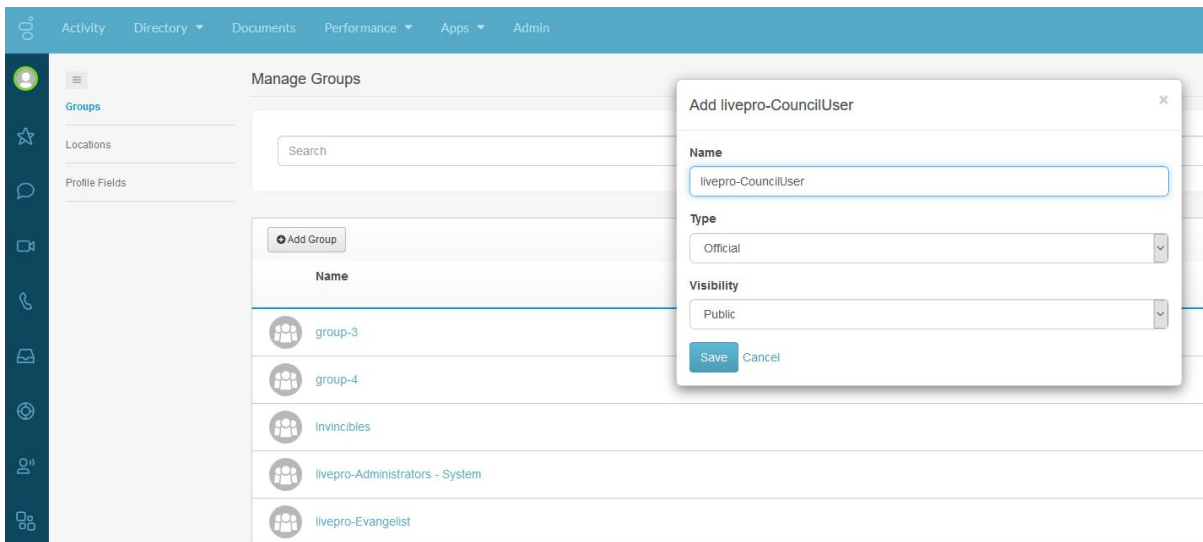 Activity Directory Documents Performance Apps Admin
Groups
Locations
Profile Fields
Manage Groups
Search
Add Group
Name
group-3
group-4
Invincibles
livepro-Administrators - System
livepro-Evangelist
Add livepro-CouncilUser
×
Name
livepro-CouncilUser
Type
Official
Visibility
Public
Save Cancel